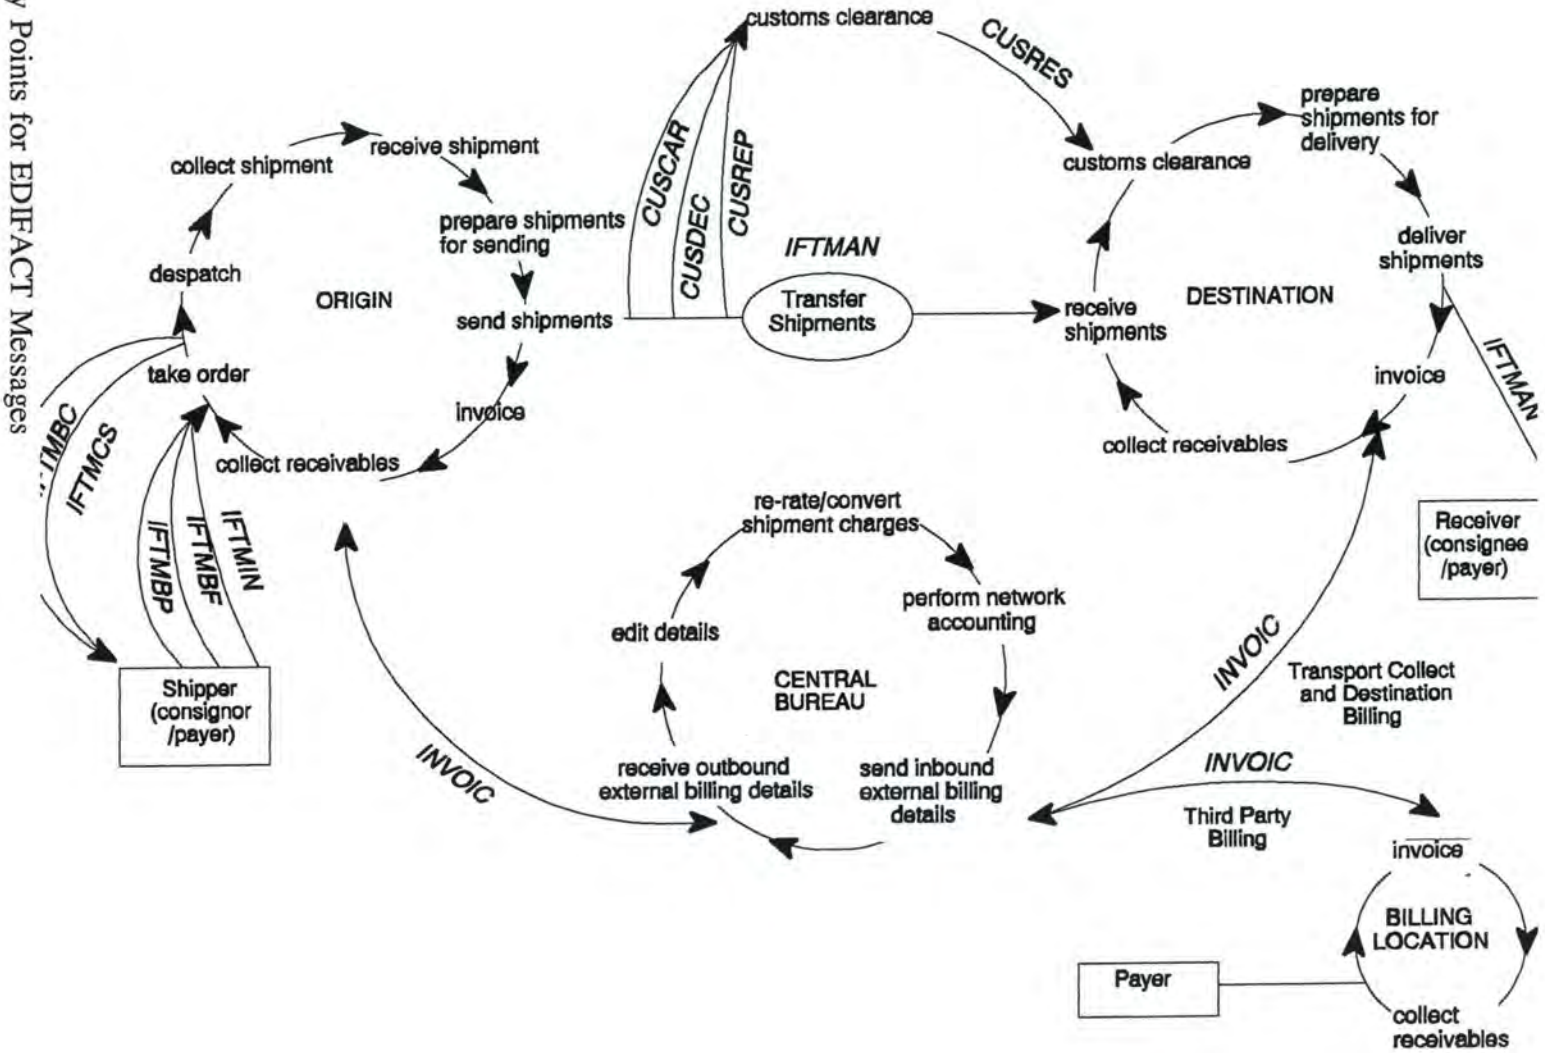 y Points for EDIFACT Messages
customs clearance
CUSRES
CUSCAR
CUSDEC
CUSREP
collect shipment
receive shipment
prepare shipments
for sending
despatch
ORIGIN
send shipments
take order
invoice
collect receivables
IFTMAN
Transfer
Shipments
prepare
shipments for
delivery
customs clearance
deliver
shipments
DESTINATION
receive
shipments
invoice
collect receivables
IFTMAN
Receiver
(consignee
/payer)
TMBC
IFTMCS
IFTMBP
IFTMBF
IFTMIN
Shipper
(consignor
/payer)
INVOIC
re-rate/convert
shipment charges
perform network
accounting
edit details
CENTRAL
BUREAU
receive outbound
external billing details
send inbound
external billing
details
INVOIC
Transport Collect
and Destination
Billing
INVOIC
Third Party
Billing
invoice
BILLING
LOCATION
Payer
collect
receivables